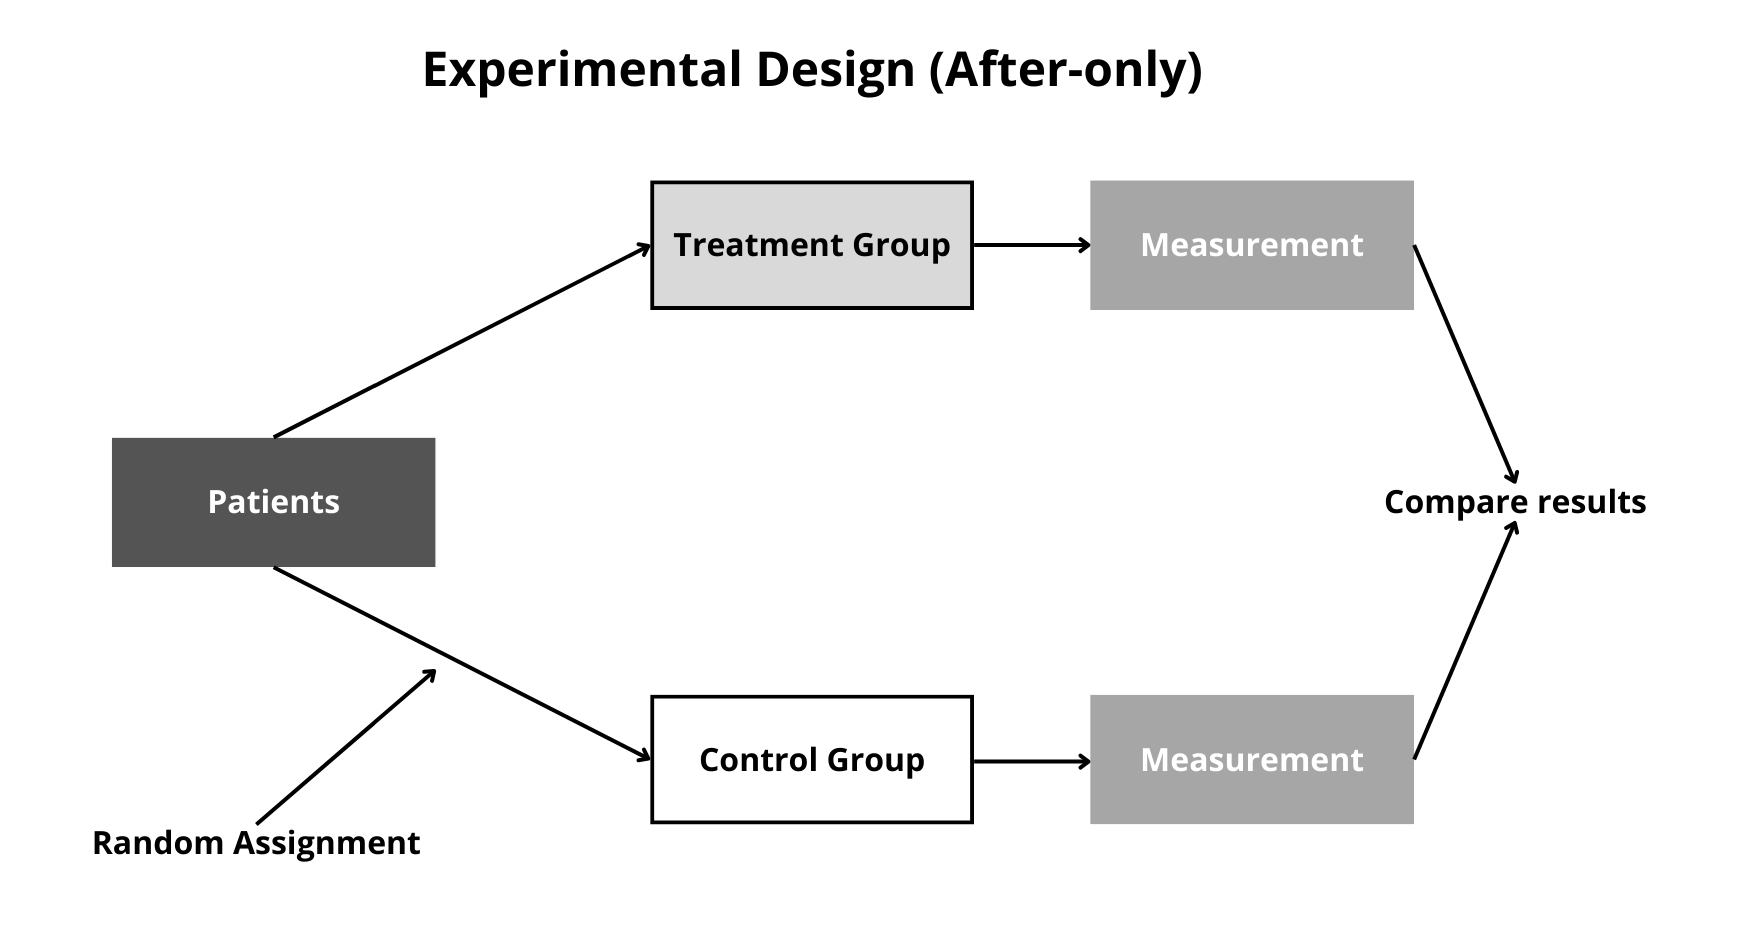 Experimental Design (After-only)
Treatment Group
Measurement
Patients
Compare results
Control Group
Measurement
Random Assignment